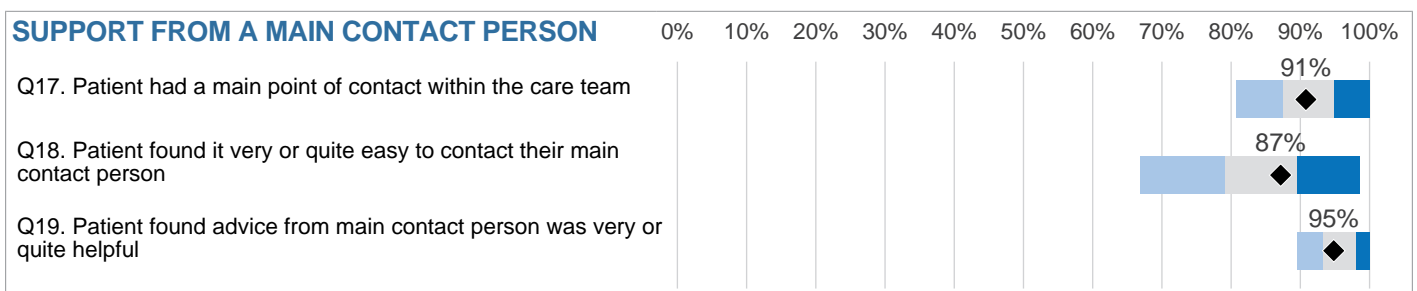 SUPPORT FROM A MAIN CONTACT PERSON 0% 10% 20% 30% 40% 50% 60% 70% 80% 90% 100%
Q17. Patient had a main point of contact within the care team
91%
Q18. Patient found it very or quite easy to contact their main
contact person
87%
Q19. Patient found advice from main contact person was very or
quite helpful
95%